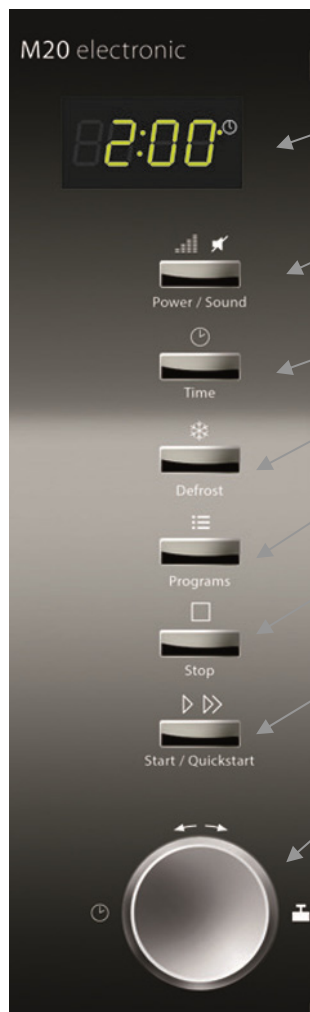 M20 electronic
2:00
Power / Sound
Time
Defrost
Programs
Stop
Start / Quickstart